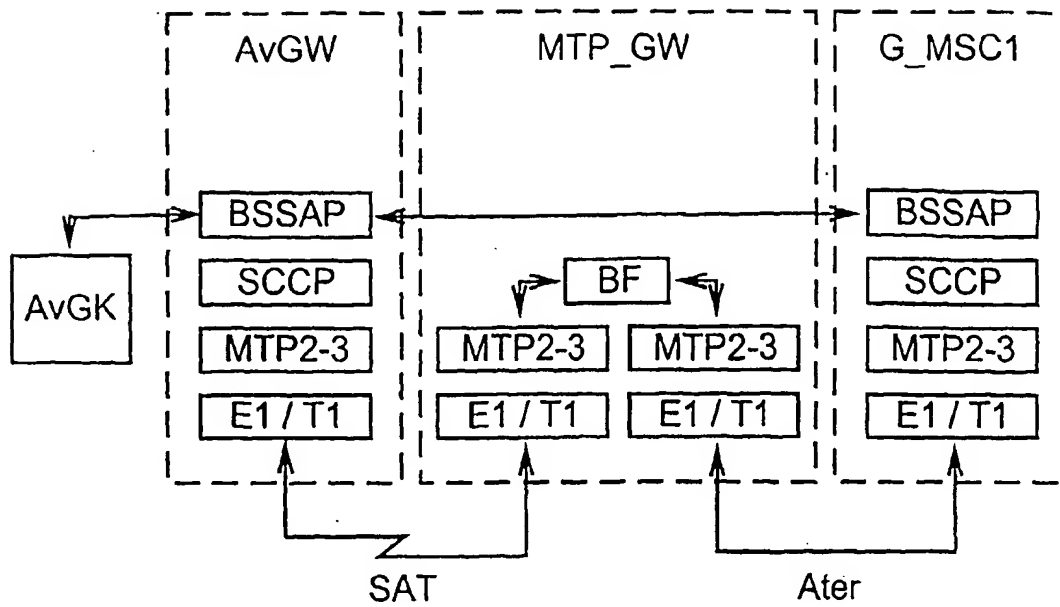 AvGW MTP_GW G_MSC1
BSSAP BSSAP
AvGK SCCP BF SCCP
MTP2-3 MTP2-3 MTP2-3 MTP2-3
E1 / T1 E1 / T1 E1 / T1 E1 / T1
SAT Ater